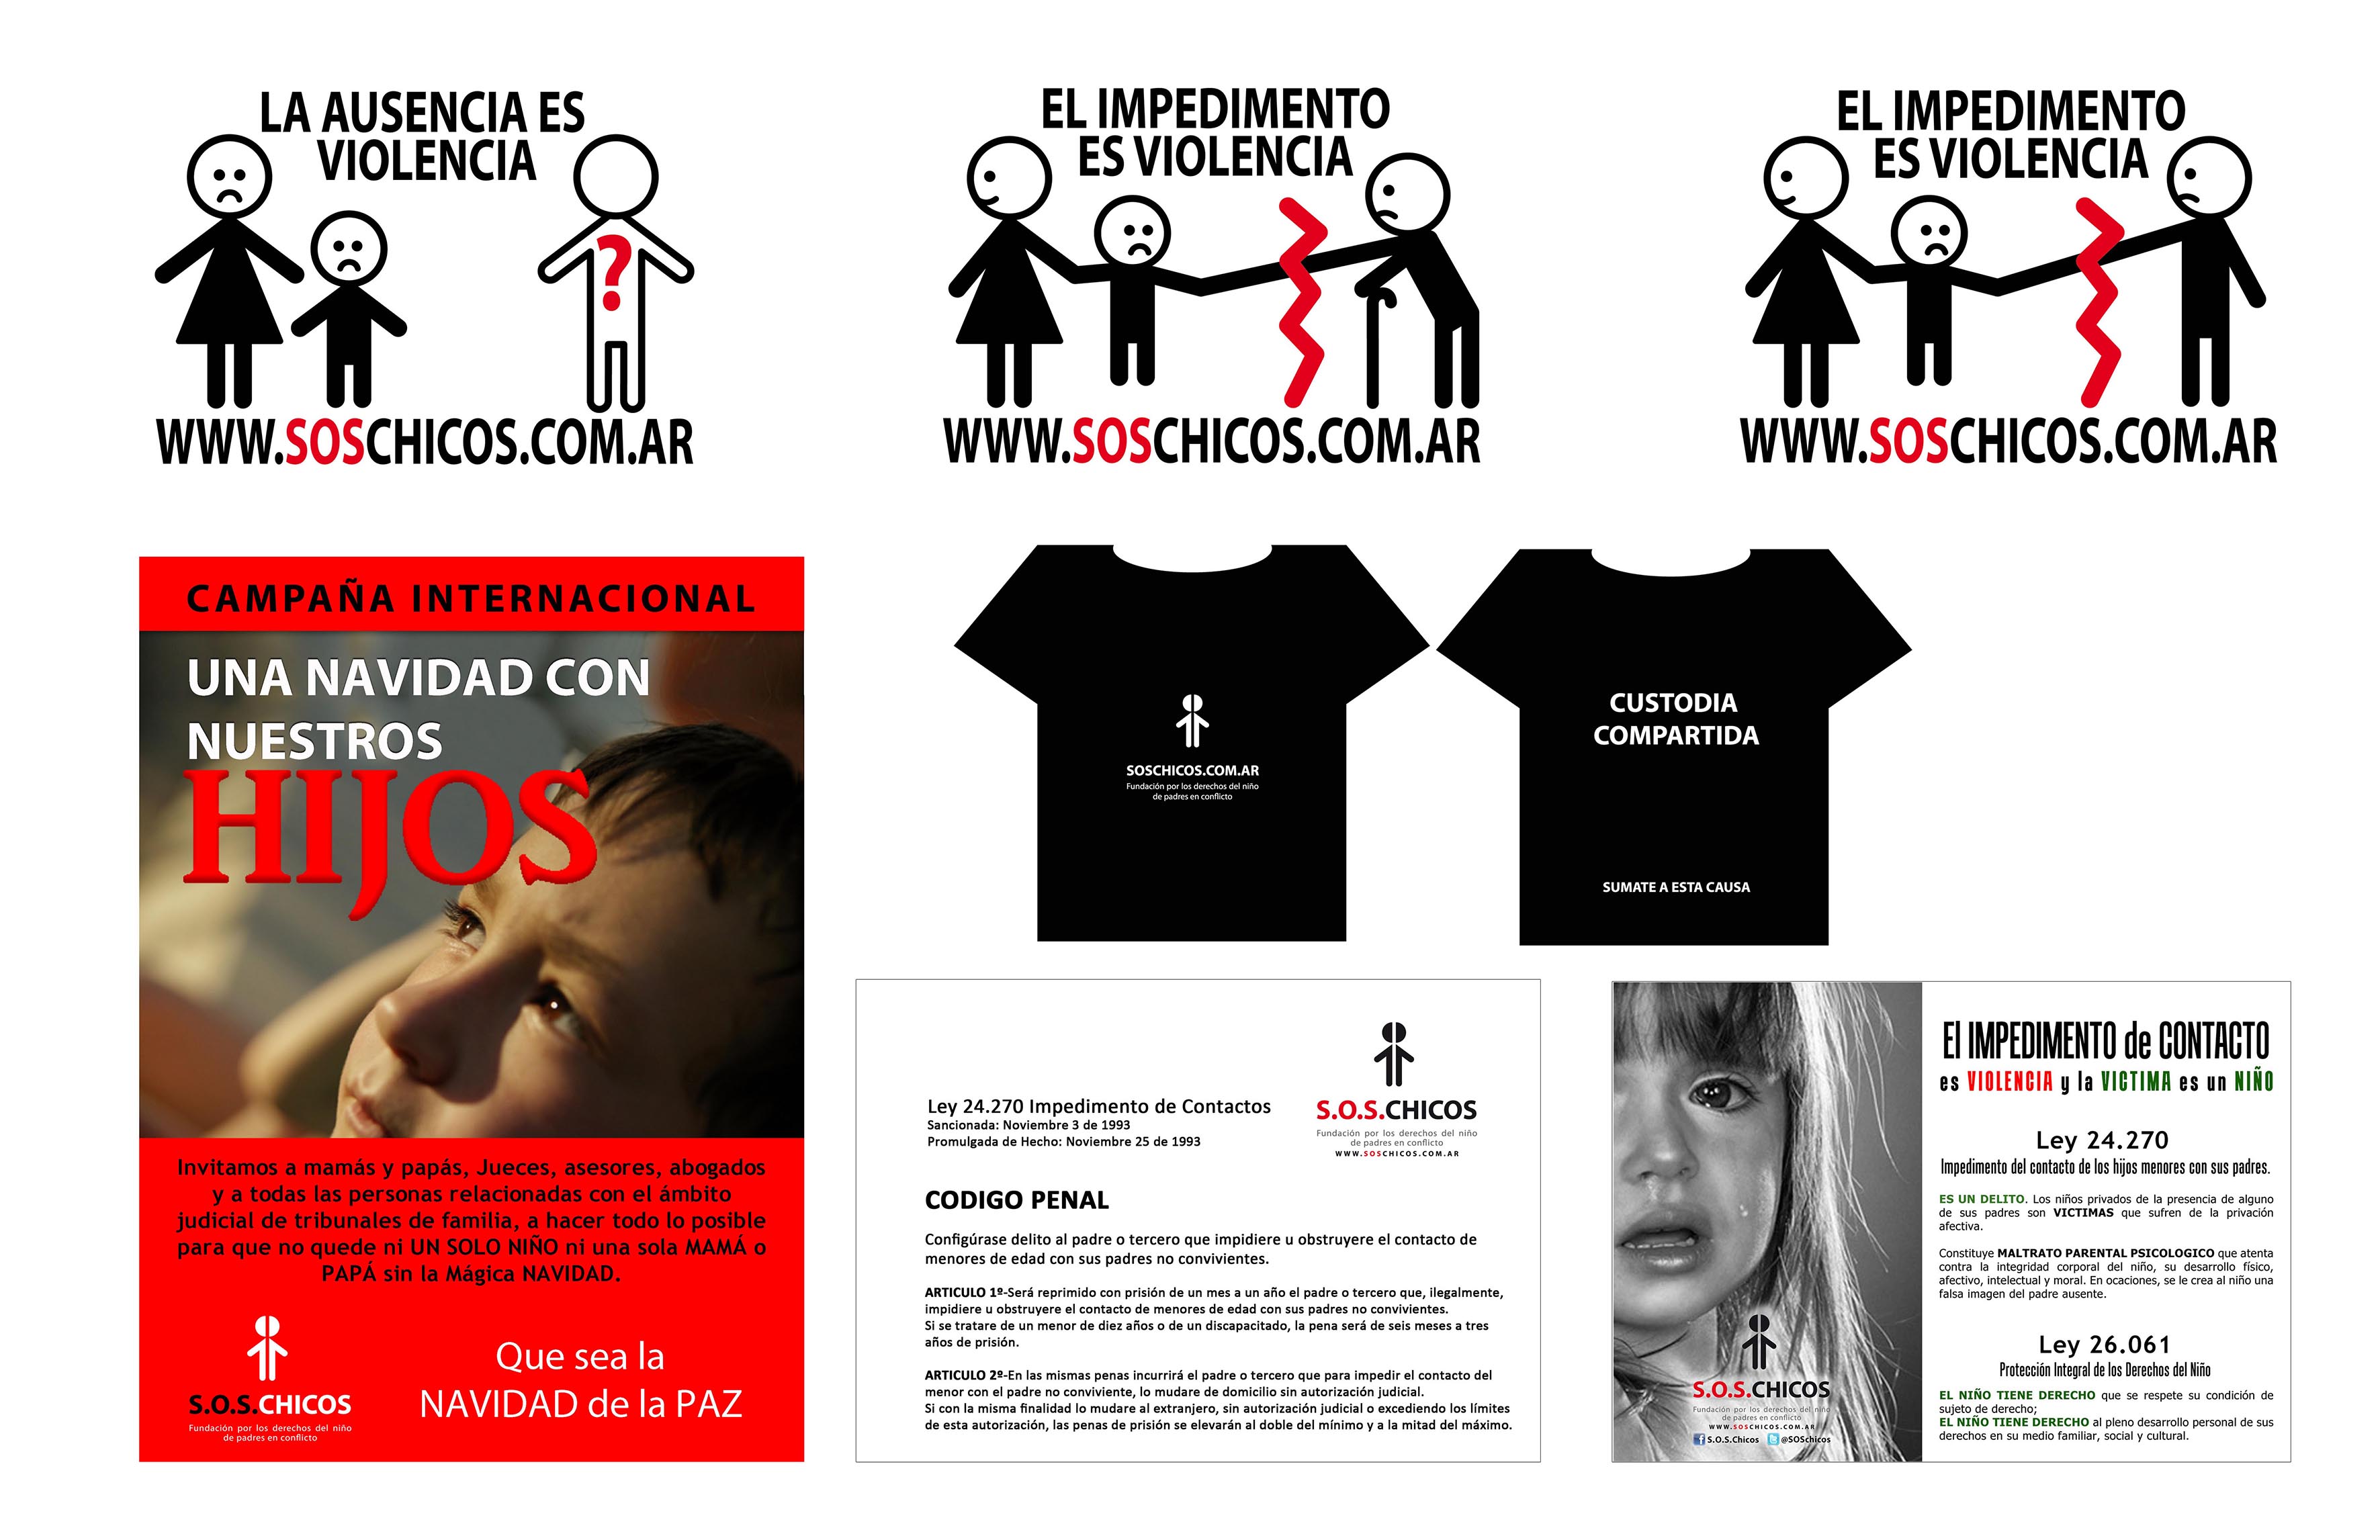 LA AUSENCIA ES
VIOLENCIA
?
WWW.SOSCHICOS.COM.AR
EL IMPEDIMENTO
ES VIOLENCIA
WWW.SOSCHICOS.COM.AR
EL IMPEDIMENTO
ES VIOLENCIA
WWW.SOSCHICOS.COM.AR
CAMPAÑA INTERNACIONAL
UNA NAVIDAD CON
NUESTROS
HIJOS
Invitamos a mamás y papás, Jueces, asesores, abogados
y a todas las personas relacionadas con el ámbito
judicial de tribunales de familia, a hacer todo lo posible
para que no quede ni UN SOLO NIÑO ni una sola MAMÁ o
PAPÁ sin la Mágica NAVIDAD.
S.O.S.CHICOS
Fundación por los derechos del niño
de padres en conflicto
Que sea la
NAVIDAD de la PAZ
SOSCHICOS.COM.AR
Fundación por los derechos del niño
de padres en conflicto
CUSTODIA
COMPARTIDA
SUMATE A ESTA CAUSA
Ley 24.270 Impedimento de Contactos
Sancionada: Noviembre 3 de 1993
Promulgada de Hecho: Noviembre 25 de 1993
S.O.S.CHICOS
Fundación por los derechos del niño
de padres en conflicto
WWW.SOSCHICOS.COM.AR
CODIGO PENAL
Configúrase delito al padre o tercero que impidiere u obstruyere el contacto de
menores de edad con sus padres no convivientes.
ARTICULO 1º-Será reprimido con prisión de un mes a un año el padre o tercero que, ilegalmente,
impidiere u obstruyere el contacto de menores de edad con sus padres no convivientes.
Si se tratare de un menor de diez años o de un discapacitado, la pena será de seis meses a tres
años de prisión.
ARTICULO 2º-En las mismas penas incurrirá el padre o tercero que para impedir el contacto del
menor con el padre no conviviente, lo mudare de domicilio sin autorización judicial.
Si con la misma finalidad lo mudare al extranjero, sin autorización judicial o excediendo los límites
de esta autorización, las penas de prisión se elevarán al doble del mínimo y a la mitad del máximo.
S.O.S.CHICOS
Fundación por los derechos del niño
de padres en conflicto
WWW.SOSCHICOS.COM.AR
S.O.S.Chicos @SOSchicos
El IMPEDIMENTO de CONTACTO
es VIOLENCIA y la VICTIMA es un NIÑO
Ley 24.270
Impedimento del contacto de los hijos menores con sus padres.
ES UN DELITO. Los niños privados de la presencia de alguno
de sus padres son VICTIMAS que sufren de la privación
afectiva.
Constituye MALTRATO PARENTAL PSICOLOGICO que atenta
contra la integridad corporal del niño, su desarrollo físico,
afectivo, intelectual y moral. En ocaciones, se le crea al niño una
falsa imagen del padre ausente.
Ley 26.061
Protección Integral de los Derechos del Niño
EL NIÑO TIENE DERECHO que se respete su condición de
sujeto de derecho;
EL NIÑO TIENE DERECHO al pleno desarrollo personal de sus
derechos en su medio familiar, social y cultural.